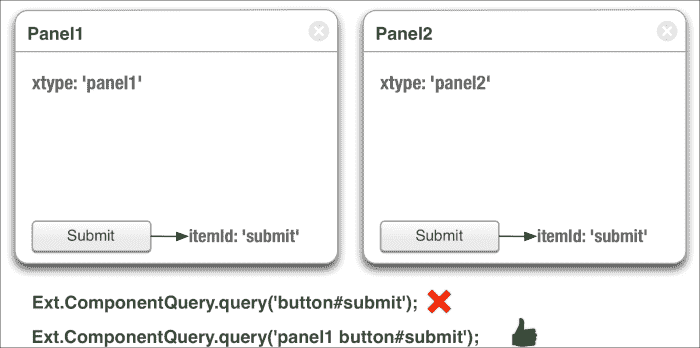 Panel1
xtype: 'panel1'
Submit
itemId: 'submit'
Panel2
xtype: 'panel2'
Submit
itemId: 'submit'
Ext.ComponentQuery.query('button#submit');
Ext.ComponentQuery.query('panel1 button#submit');